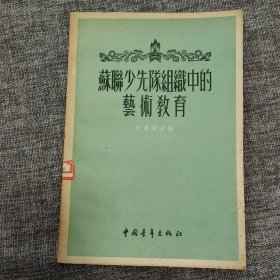 蘇聯少先隊組織中的
藝術教育
中國青年出版社